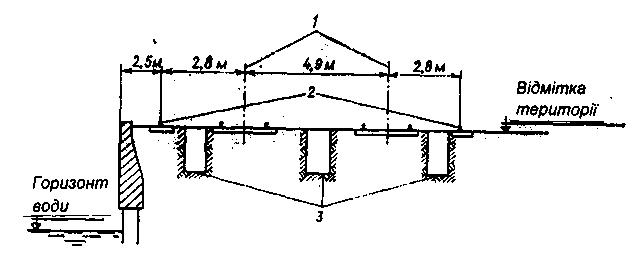 1
2,5м 2,8 м 4,9 м 2,8 м
2
Відмітка
території
Горизонт
води
3